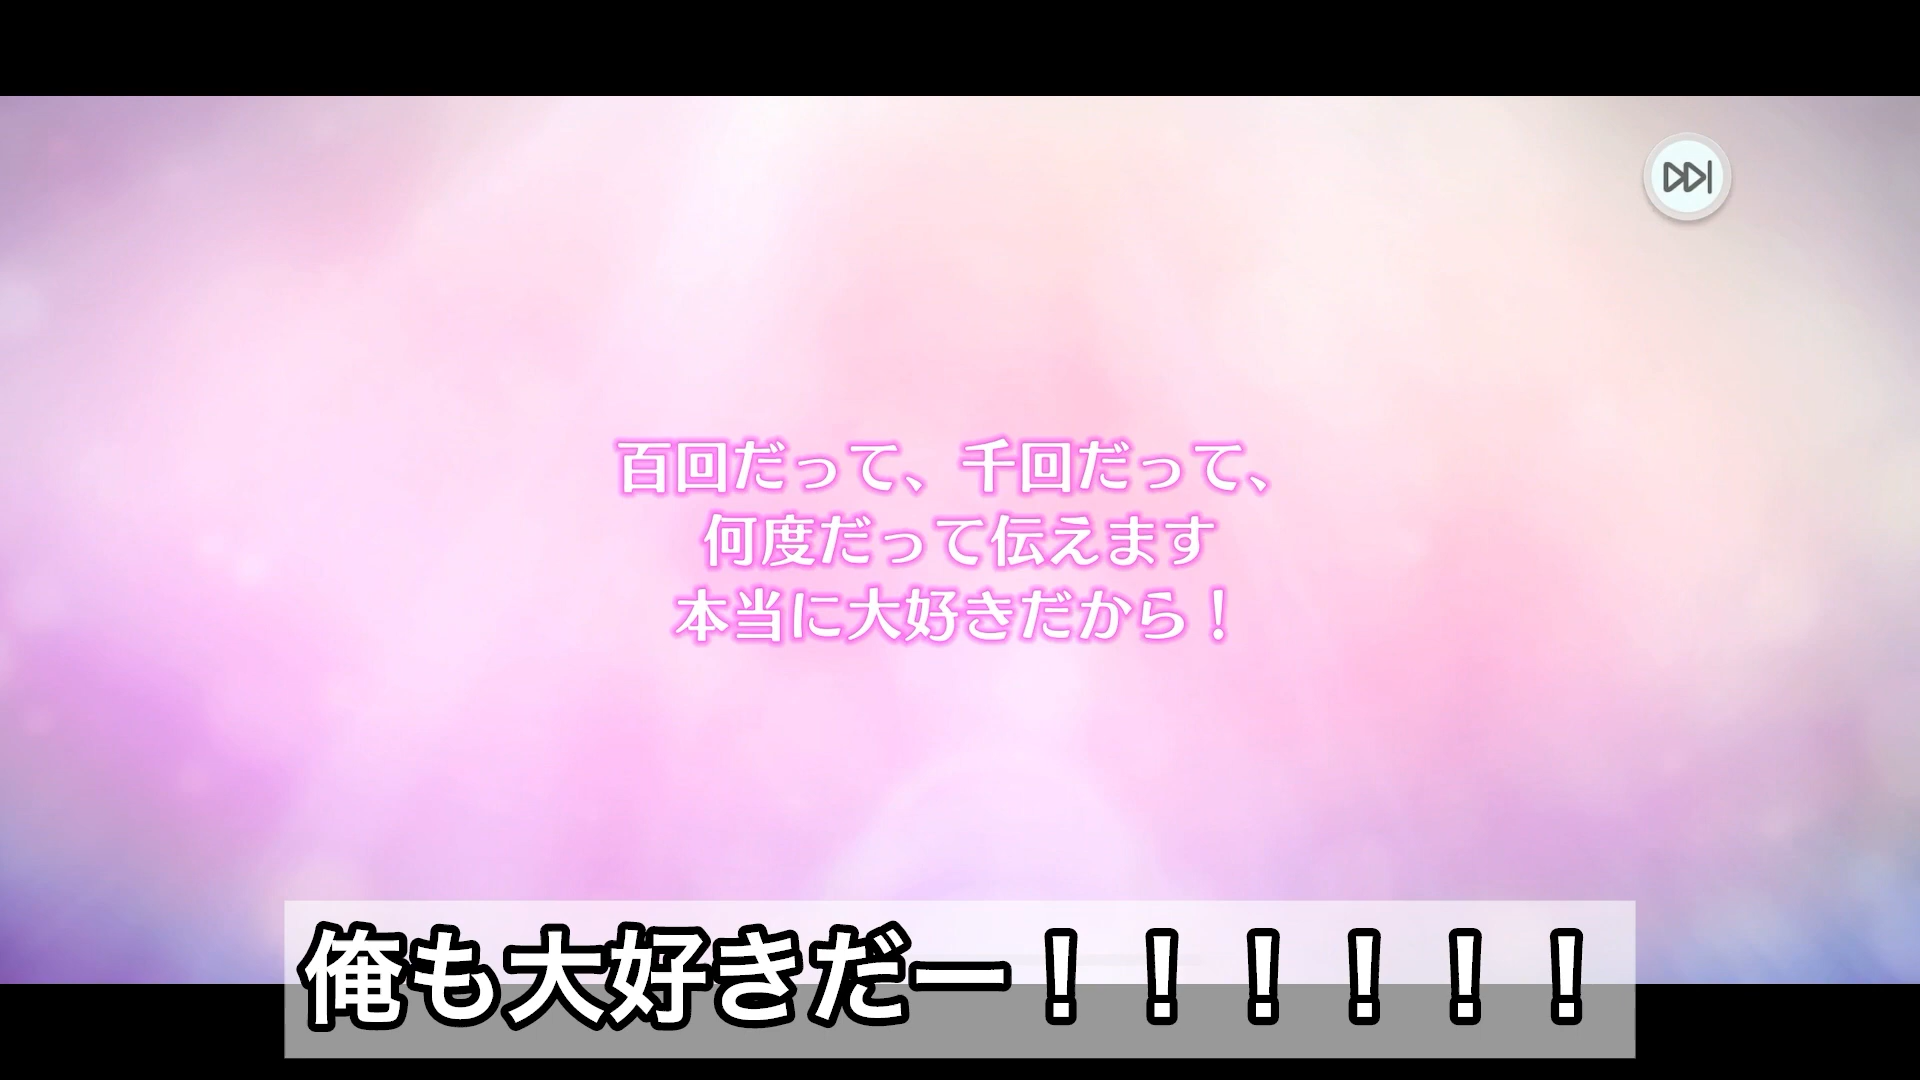 百回だって、千回だって、
何度だって伝えます
本当に大好きだから！
俺も大好きだー！！！！！！